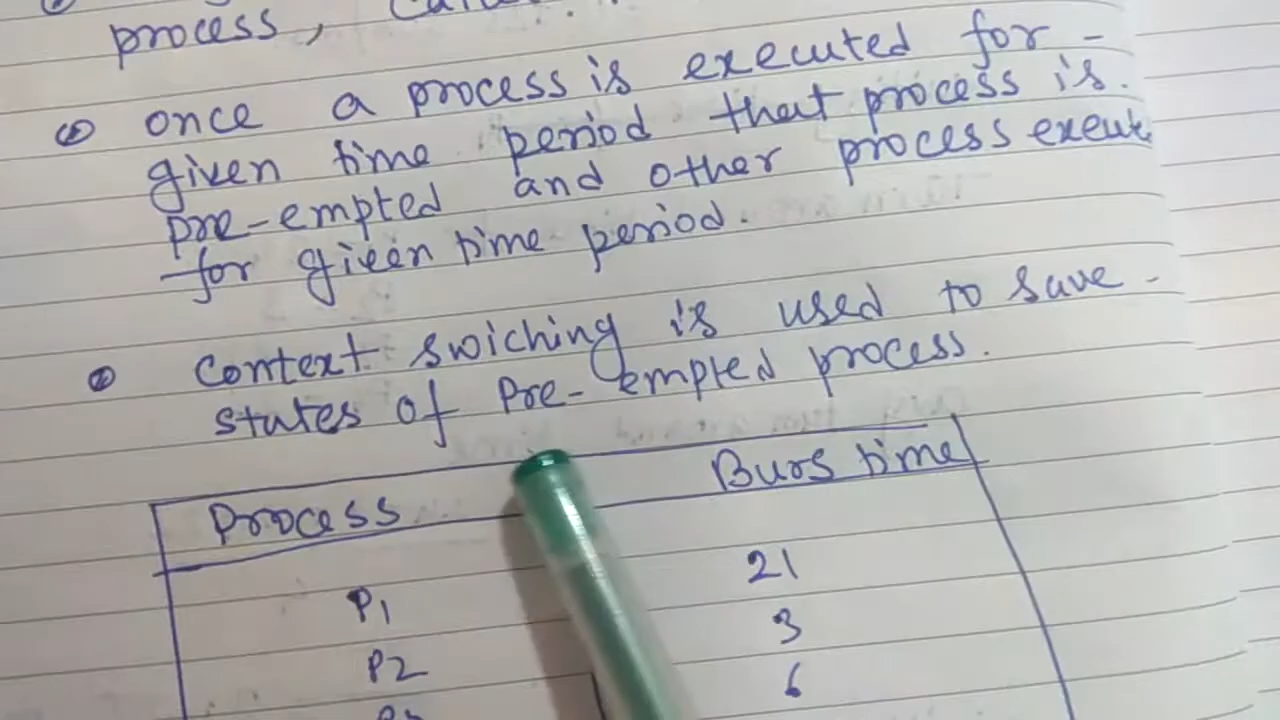 process,
once a process is executed for -
given time period that process is.
pre-empted and other process execut
for given time period.
Context swiching is used to save -
states of Pre-empted process.
Process Burs time
P1 21
P2 3
6